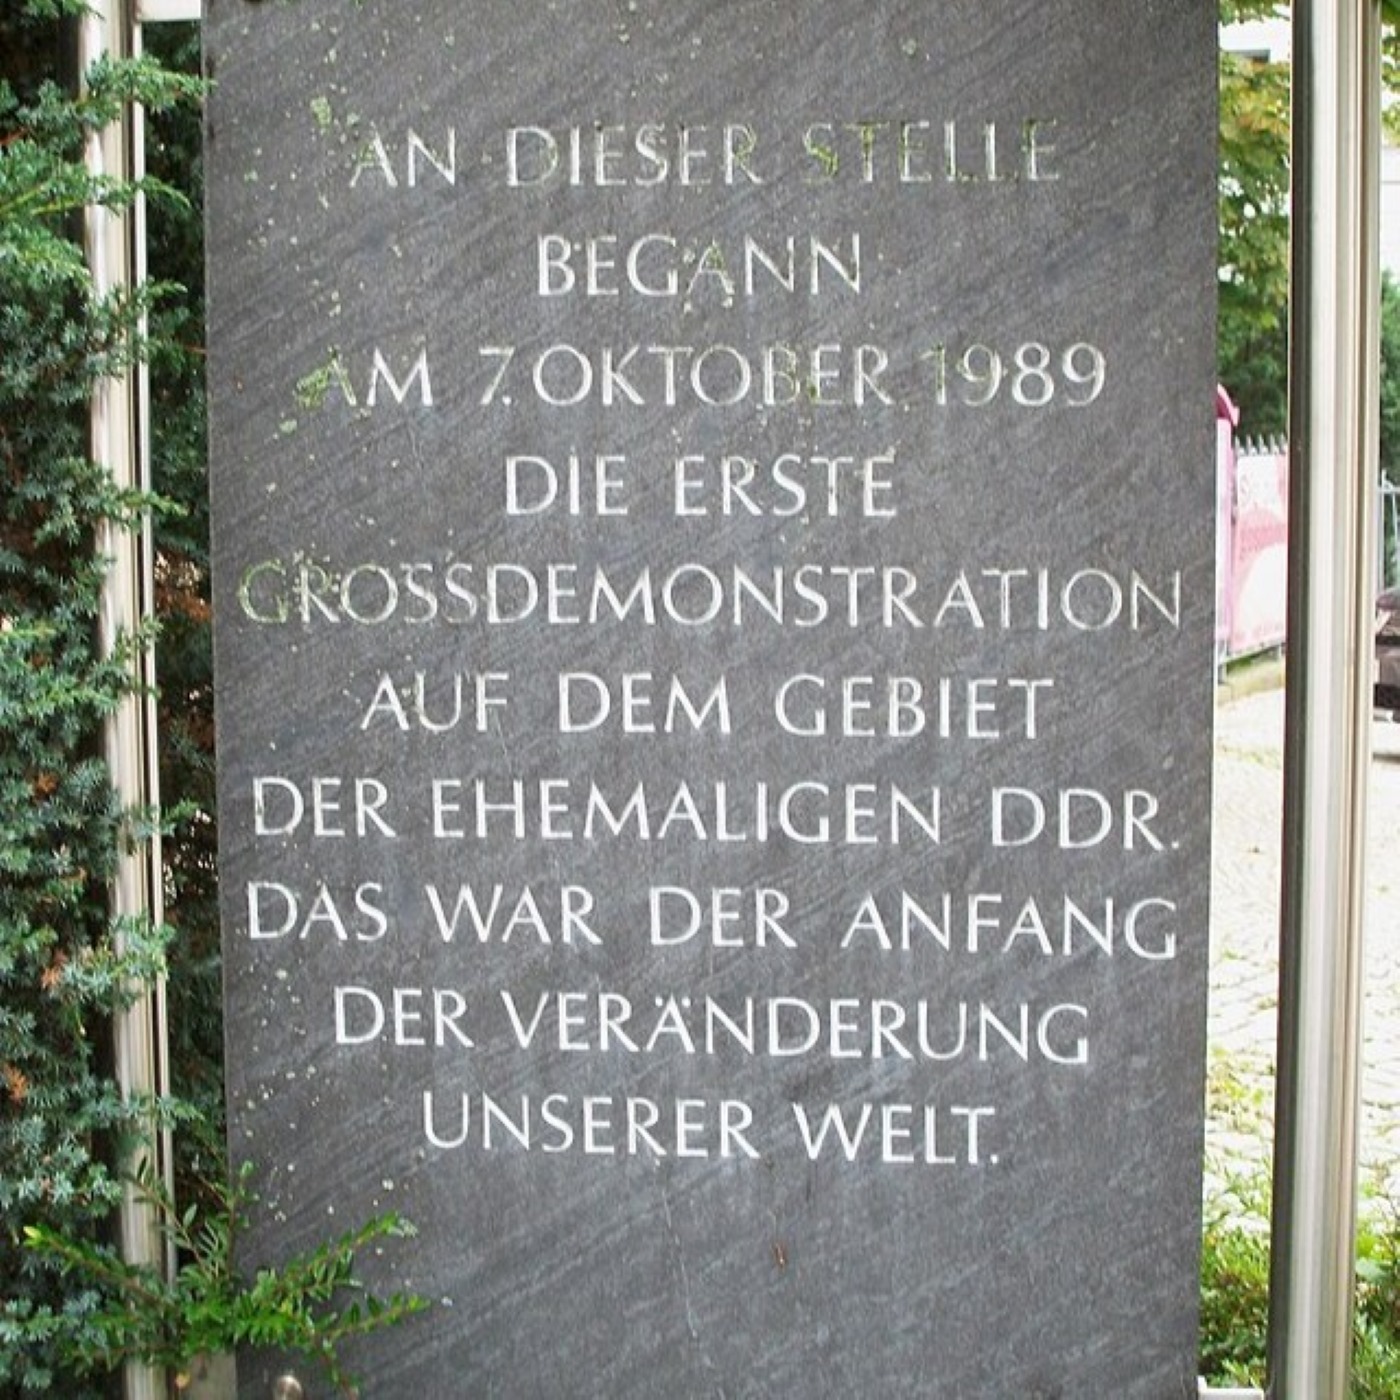 AN DIESER STELLE
BEGANN
AM 7. OKTOBER 1989
DIE ERSTE
GROSSDEMONSTRATION
AUF DEM GEBIET
DER EHEMALIGEN DDR.
DAS WAR DER ANFANG
DER VERÄNDERUNG
UNSERER WELT.